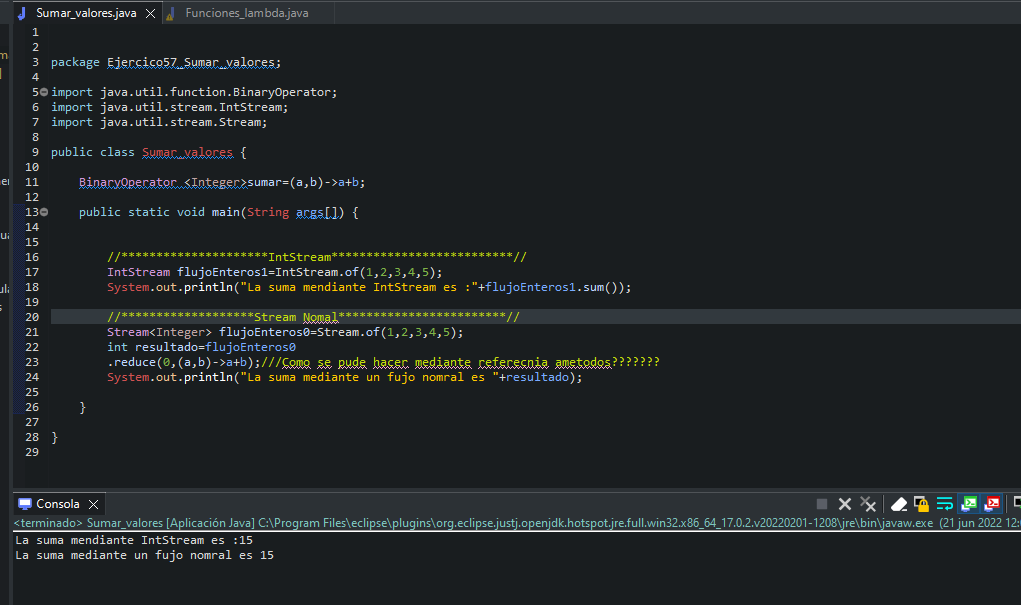 Sumar_valores.java
Funciones_lambda.java
1
2
3 package Ejercico57_Sumar_valores;
4
5 import java.util.function.BinaryOperator;
6 import java.util.stream.IntStream;
7 import java.util.stream.Stream;
8
9 public class Sumar_valores {
10
11 BinaryOperator <Integer>sumar=(a,b)->a+b;
12
13 public static void main(String args[]) {
14
15
16 //*********************IntStream**************************//
17 IntStream flujoEnteros1=IntStream.of(1,2,3,4,5);
18 System.out.println("La suma mendiante IntStream es :"+flujoEnteros1.sum());
19
20 //*******************Stream Nomal************************//
21 Stream<Integer> flujoEnteros0=Stream.of(1,2,3,4,5);
22 int resultado=flujoEnteros0
23 .reduce(0,(a,b)->a+b);///Como se pude hacer mediante referecnia ametodos???????
24 System.out.println("La suma mediante un fujo nomral es "+resultado);
25
26 }
27
28 }
29
Consola
<terminado> Sumar_valores [Aplicación Java] C:\Program Files\eclipse\plugins\org.eclipse.justj.openjdk.hotspot.jre.full.win32.x86_64_17.0.2.v20220201-1208\jre\bin\javaw.exe (21 jun 2022 12:
La suma mendiante IntStream es :15
La suma mediante un fujo nomral es 15